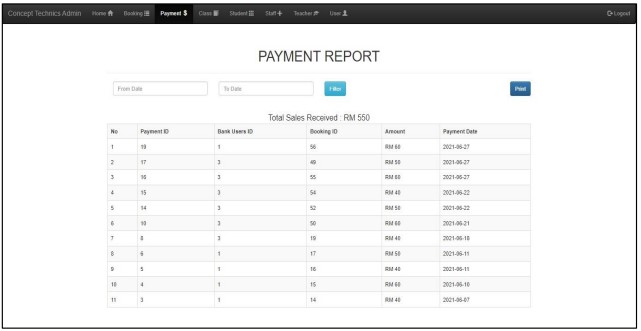 Concept Technics Admin Home Booking Payment $ Class Student Staff Teacher User Logout
PAYMENT REPORT
From Date To Date Filter Print
Total Sales Received : RM 550
No Payment ID Bank Users ID Booking ID Amount Payment Date
1 19 1 56 RM 60 2021-06-27
2 17 3 49 RM 50 2021-06-27
3 16 3 55 RM 60 2021-06-27
4 15 3 54 RM 40 2021-06-22
5 14 3 52 RM 50 2021-06-22
6 10 3 50 RM 60 2021-06-21
7 8 3 19 RM 40 2021-06-18
8 6 1 17 RM 50 2021-06-11
9 5 1 16 RM 40 2021-06-11
10 4 1 15 RM 60 2021-06-10
11 3 1 14 RM 40 2021-06-07